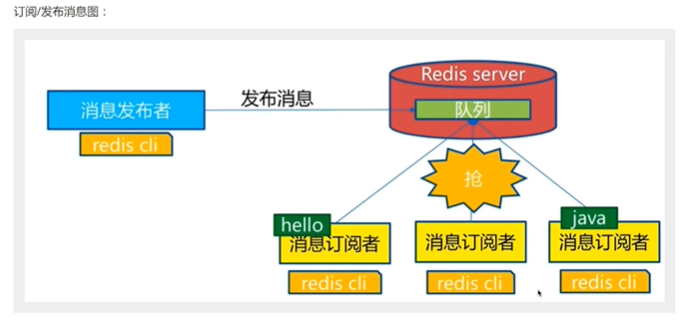 订阅/发布消息图：
Redis server
消息发布者
发布消息
队列
redis cli
抢
hello
java
消息订阅者
消息订阅者
消息订阅者
redis cli
redis cli
redis cli